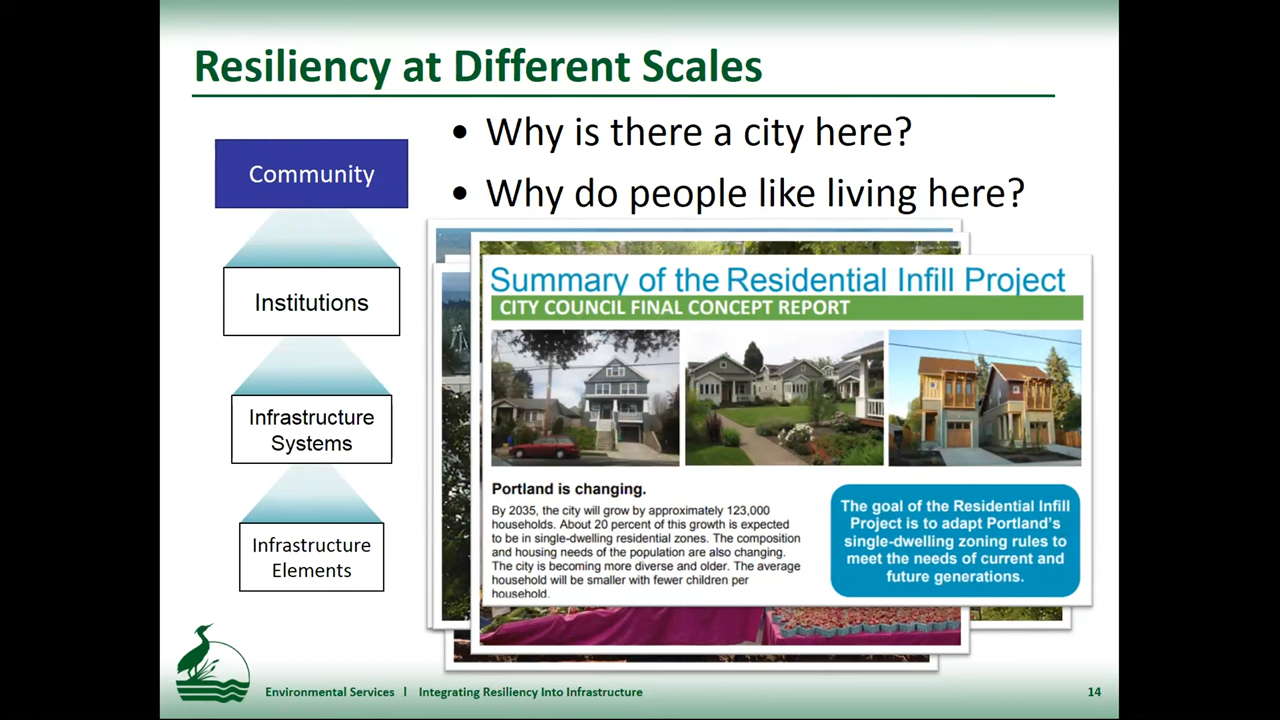 Resiliency at Different Scales
• Why is there a city here?
• Why do people like living here?
Community
Institutions
Infrastructure
Systems
Infrastructure
Elements
Summary of the Residential Infill Project
CITY COUNCIL FINAL CONCEPT REPORT
Portland is changing.
By 2035, the city will grow by approximately 123,000
households. About 20 percent of this growth is expected
to be in single-dwelling residential zones. The composition
and housing needs of the population are also changing.
The city is becoming more diverse and older. The average
household will be smaller with fewer children per
household.
The goal of the Residential Infill
Project is to adapt Portland's
single-dwelling zoning rules to
meet the needs of current and
future generations.
Environmental Services | Integrating Resiliency Into Infrastructure
14